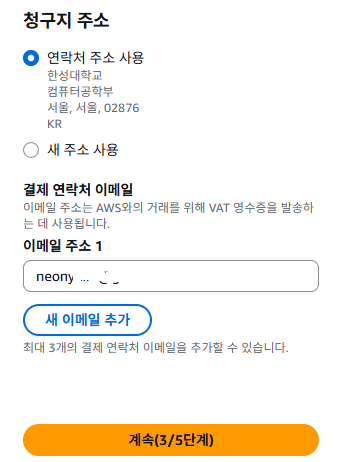 청구지 주소
연락처 주소 사용
한성대학교
컴퓨터공학부
서울, 서울, 02876
KR
새 주소 사용
결제 연락처 이메일
이메일 주소는 AWS와의 거래를 위해 VAT 영수증을 발송하
는 데 사용됩니다.
이메일 주소 1
새 이메일 추가
최대 3개의 결제 연락처 이메일을 추가할 수 있습니다.
계속(3/5단계)